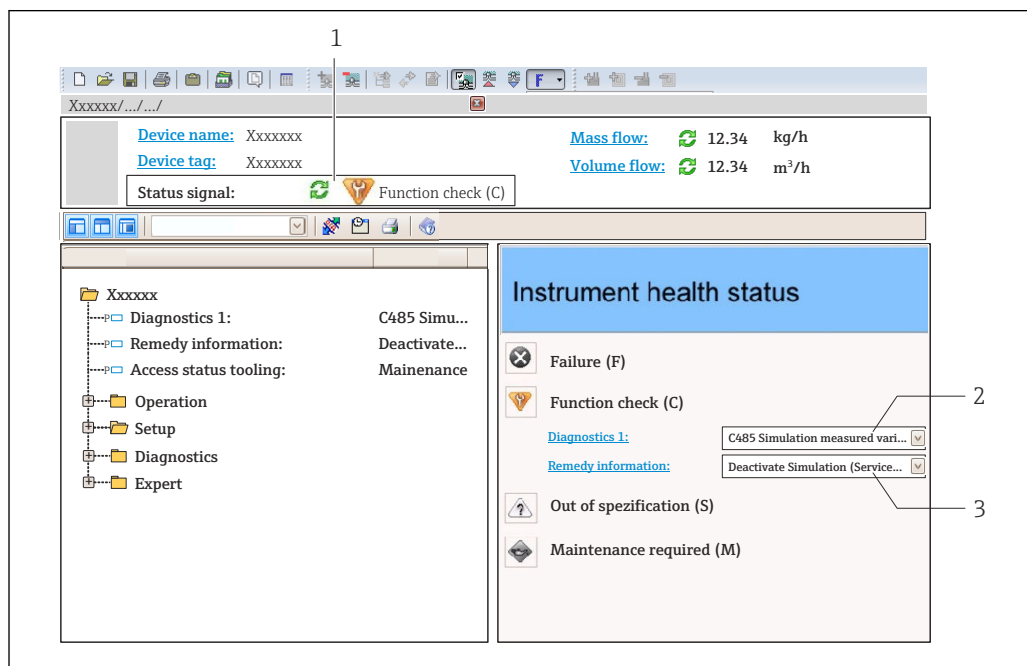 1
F
Xxxxxx/.../.../
Device name: Xxxxxxx
Mass flow: 12.34 kg/h
Device tag: Xxxxxxx
Volume flow: 12.34 m³/h
Status signal: Function check (C)
Xxxxxx
Instrument health status
P Diagnostics 1: C485 Simu...
P Remedy information: Deactivate...
P Access status tooling: Mainenance
Operation
Setup
Diagnostics
Expert
Failure (F)
Function check (C)
2
Diagnostics 1: C485 Simulation measured vari...
Remedy information: Deactivate Simulation (Service...
3
Out of spezification (S)
Maintenance required (M)